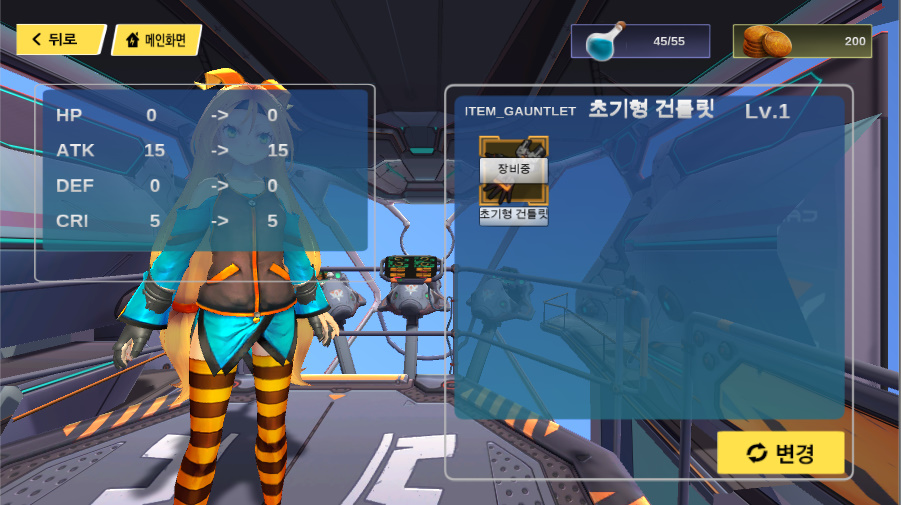 뒤로
메인화면
45/55
200
HP 0 -> 0
ATK 15 -> 15
DEF 0 -> 0
CRI 5 -> 5
ITEM_GAUNTLET 초기형 건틀릿 Lv.1
장비중
초기형 건틀릿
변경